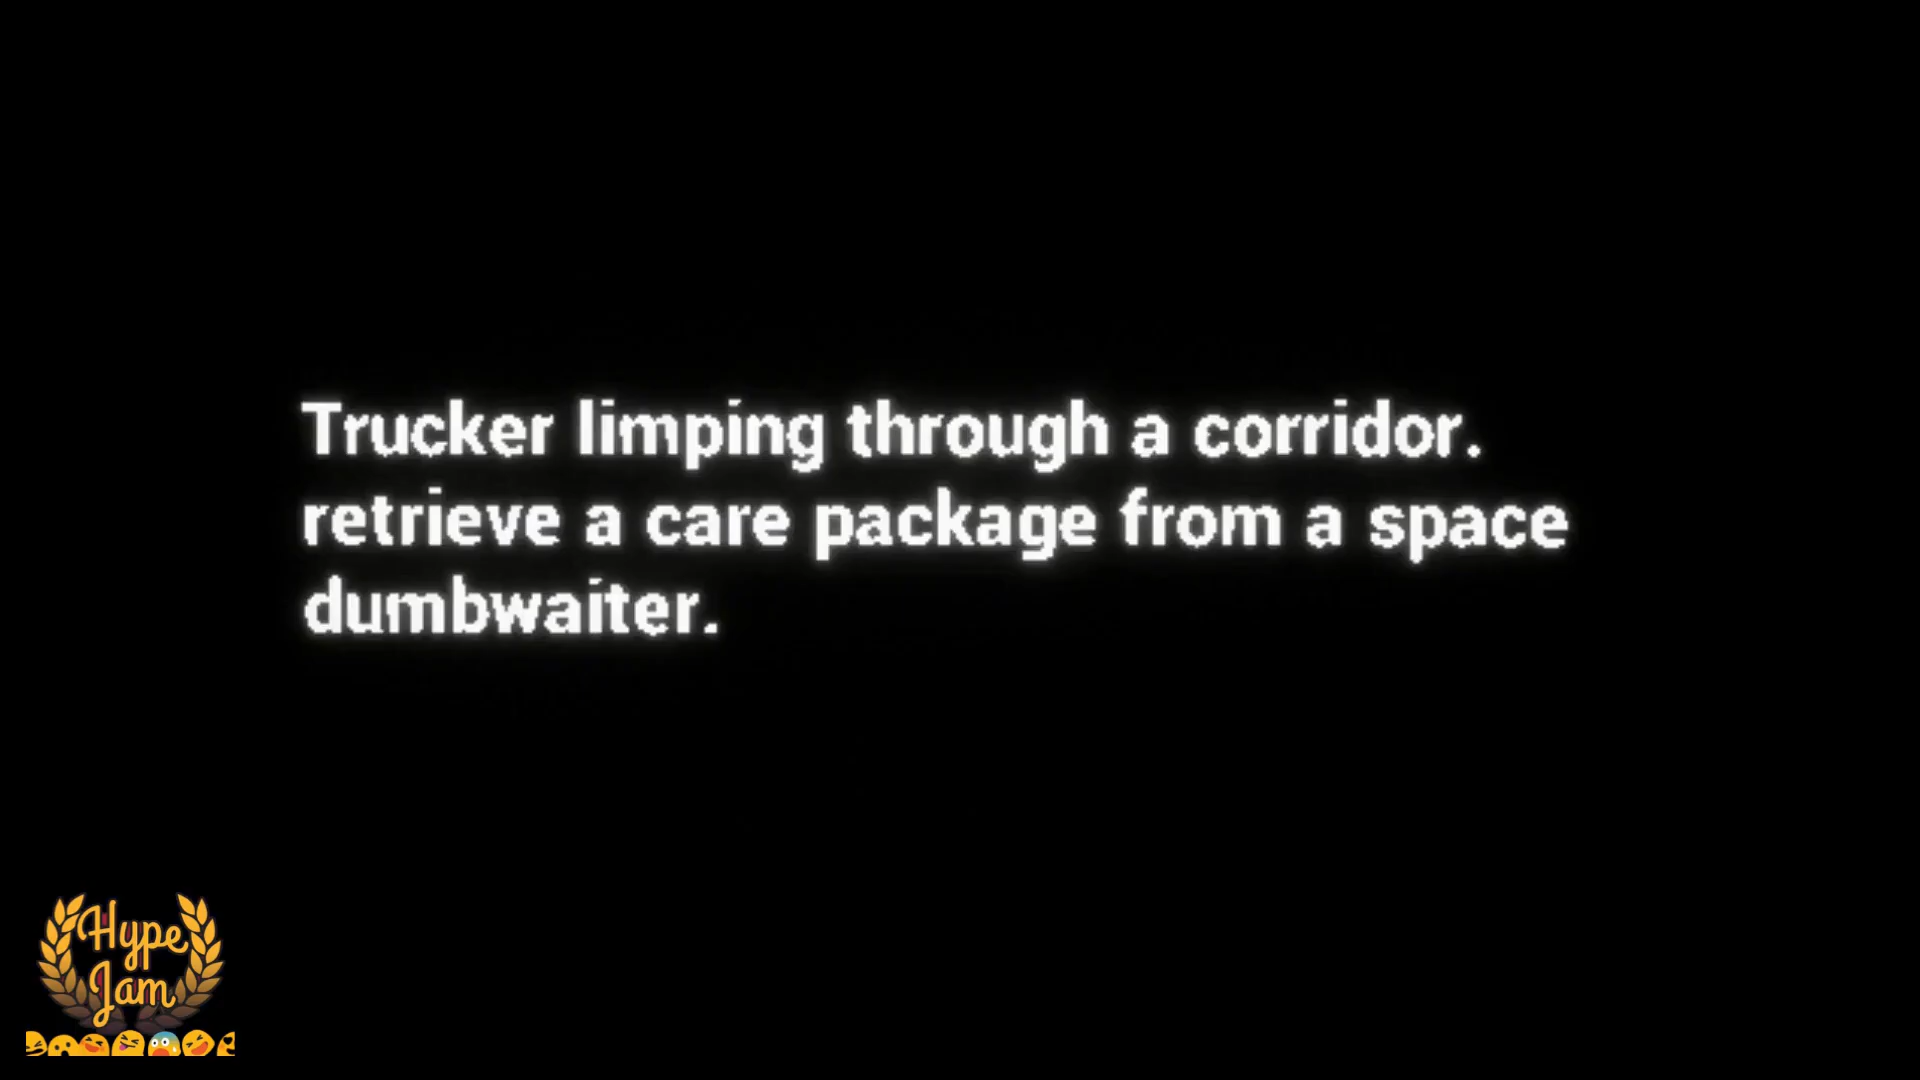 Trucker limping through a corridor.
retrieve a care package from a space
dumbwaiter.
Hype
Jam